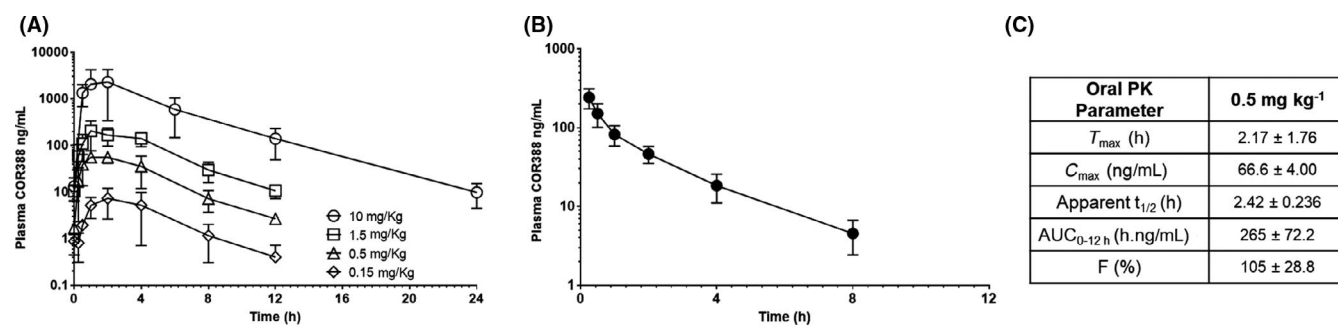 (A)
(B)
(C)
10000
1000
100
10
1
0.1
Plasma COR388 ng/mL
10 mg/Kg
1.5 mg/Kg
0.5 mg/Kg
0.15 mg/Kg
0 4 8 12 16 20 24
Time (h)
1000
100
10
1
Plasma COR388 ng/mL
0 4 8 12
Time (h)
Oral PK Parameter 0.5 mg kg⁻¹
Tmax (h) 2.17 ± 1.76
Cmax (ng/mL) 66.6 ± 4.00
Apparent t1/2 (h) 2.42 ± 0.236
AUC0-12 h (h.ng/mL) 265 ± 72.2
F (%) 105 ± 28.8